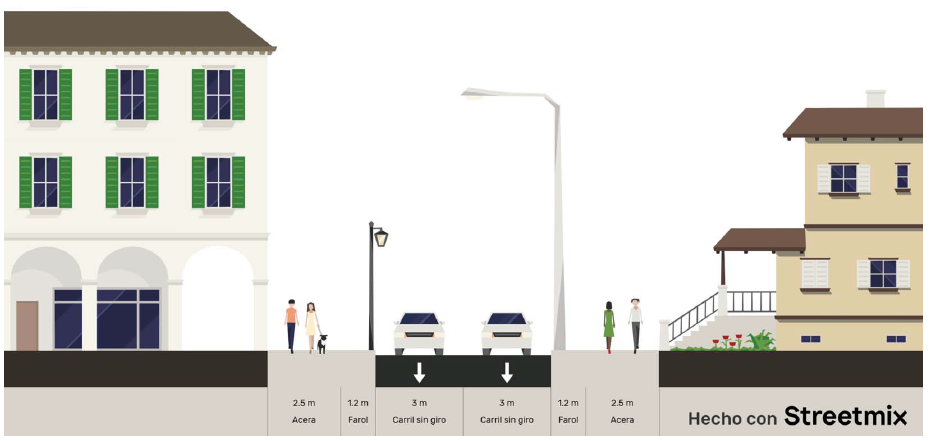 2.5 m
Acera
1.2 m
Farol
3 m
Carril sin giro
3 m
Carril sin giro
1.2 m
Farol
2.5 m
Acera
Hecho con Streetmix